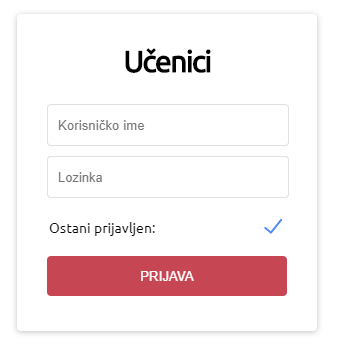 Učenici
Korisničko ime
Lozinka
Ostani prijavljen:
PRIJAVA